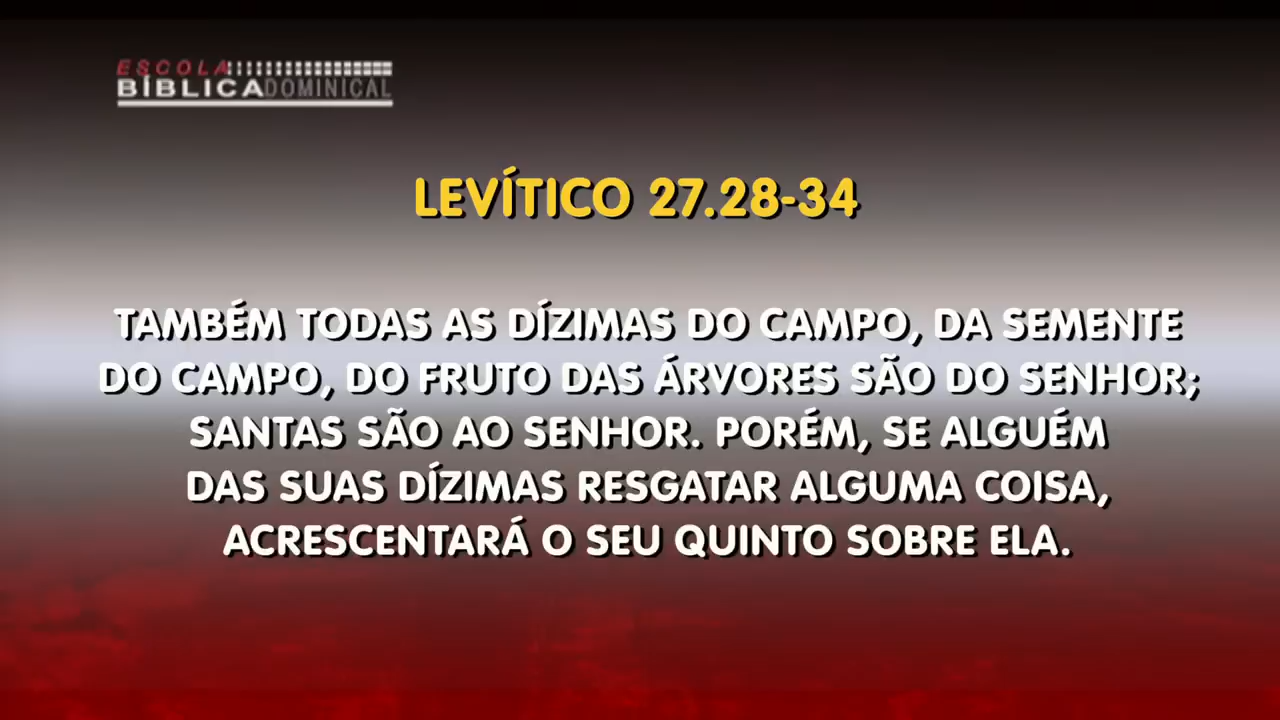 ESCOLA
BÍBLICADOMINICAL
LEVÍTICO 27.28-34
TAMBÉM TODAS AS DÍZIMAS DO CAMPO, DA SEMENTE
DO CAMPO, DO FRUTO DAS ÁRVORES SÃO DO SENHOR;
SANTAS SÃO AO SENHOR. PORÉM, SE ALGUÉM
DAS SUAS DÍZIMAS RESGATAR ALGUMA COISA,
ACRESCENTARÁ O SEU QUINTO SOBRE ELA.